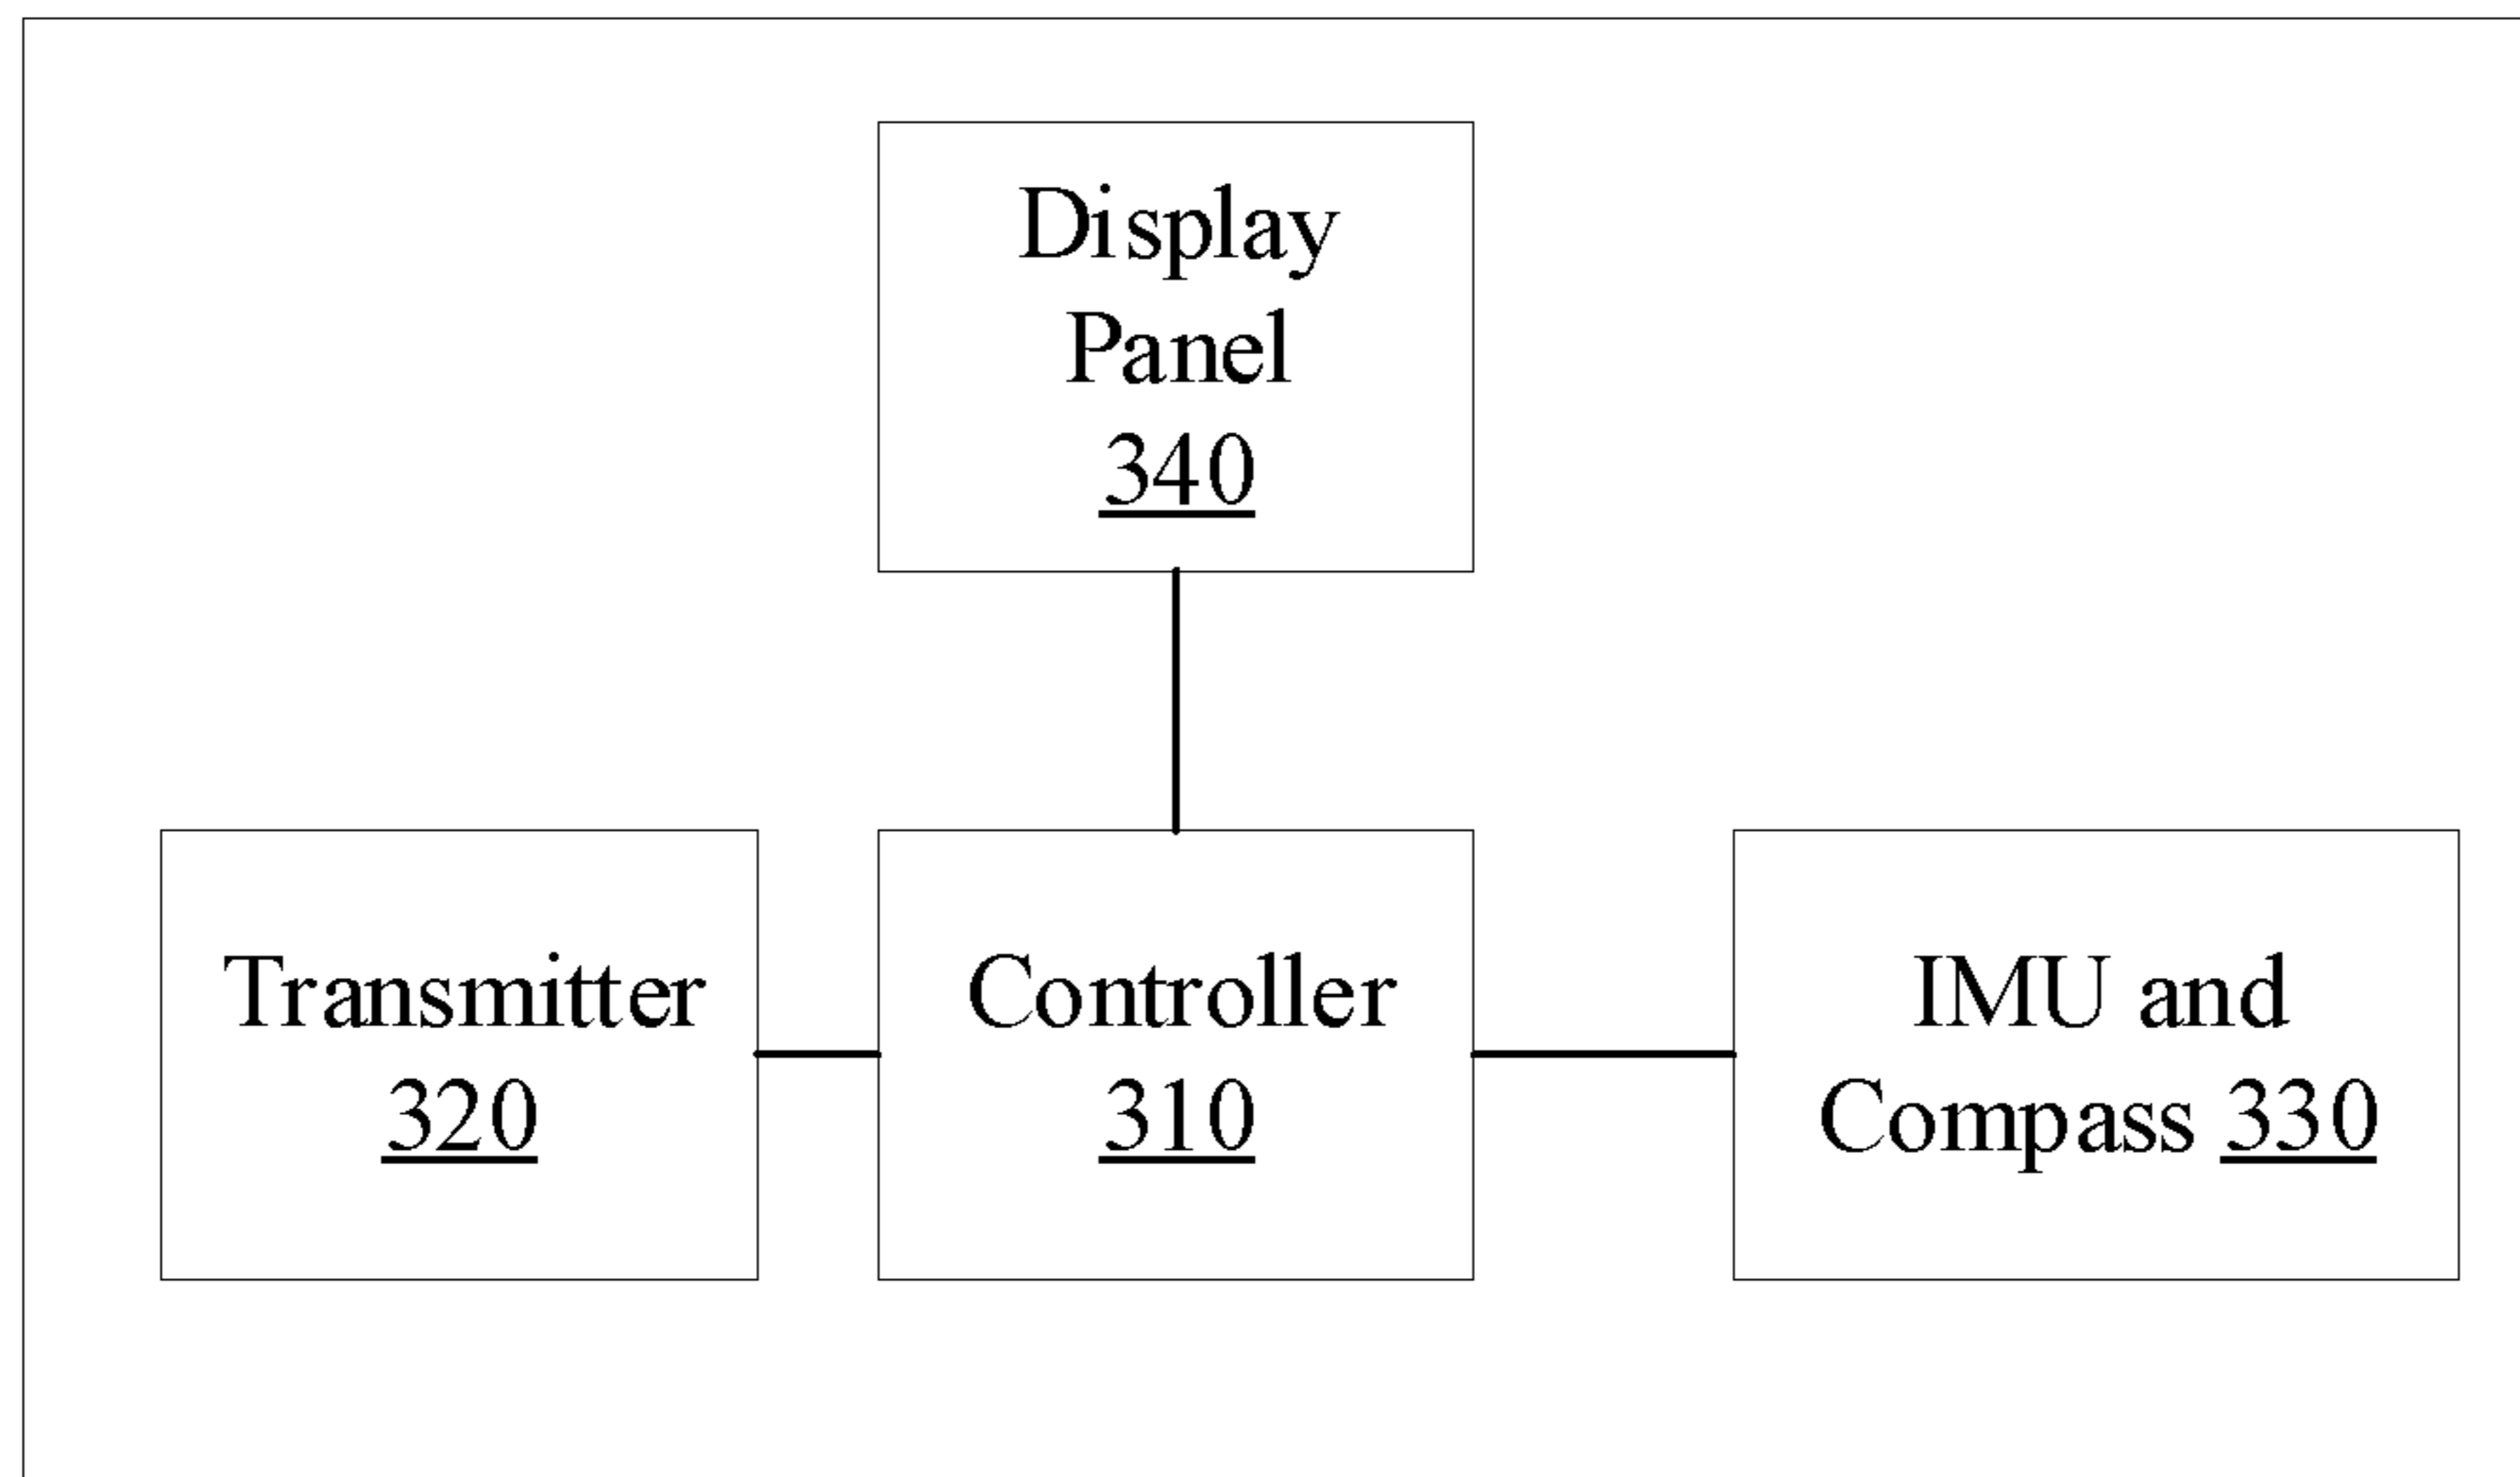 Display
Panel
340
Transmitter
320
Controller
310
IMU and
Compass 330